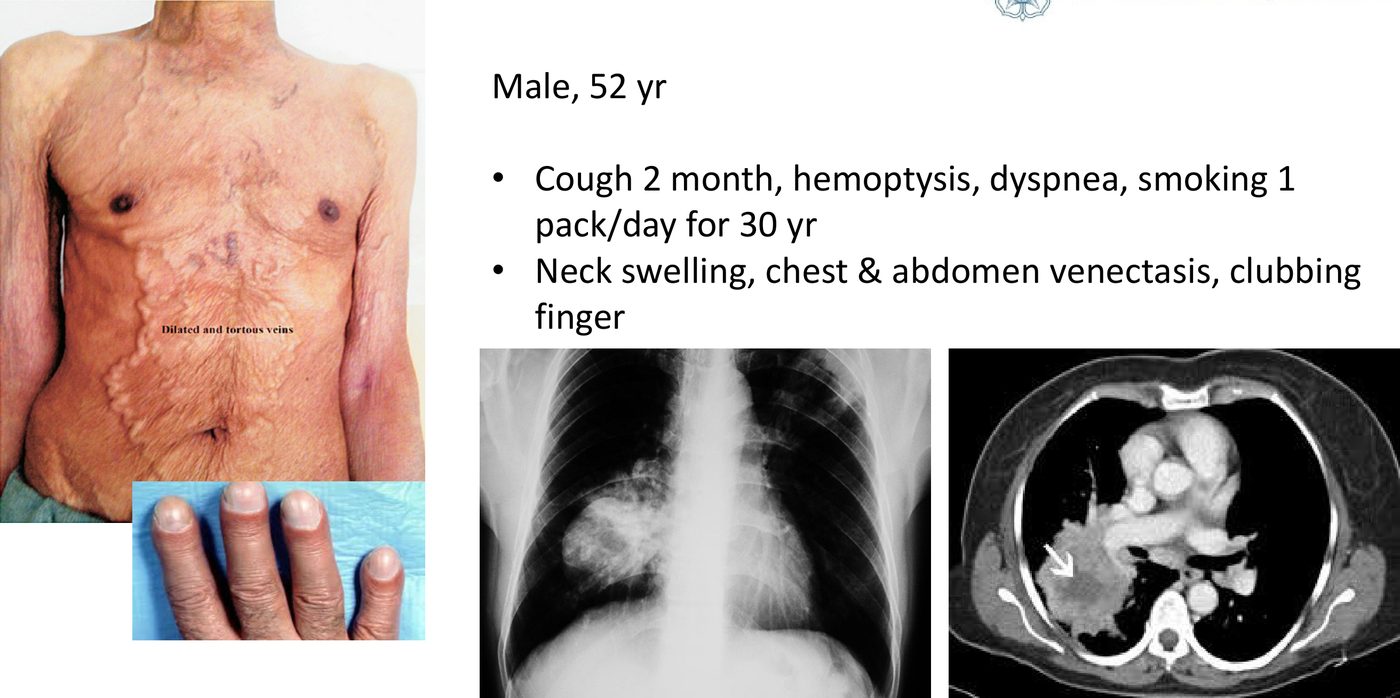 Male, 52 yr
• Cough 2 month, hemoptysis, dyspnea, smoking 1
pack/day for 30 yr
• Neck swelling, chest & abdomen venectasis, clubbing
finger
Dilated and tortous veins